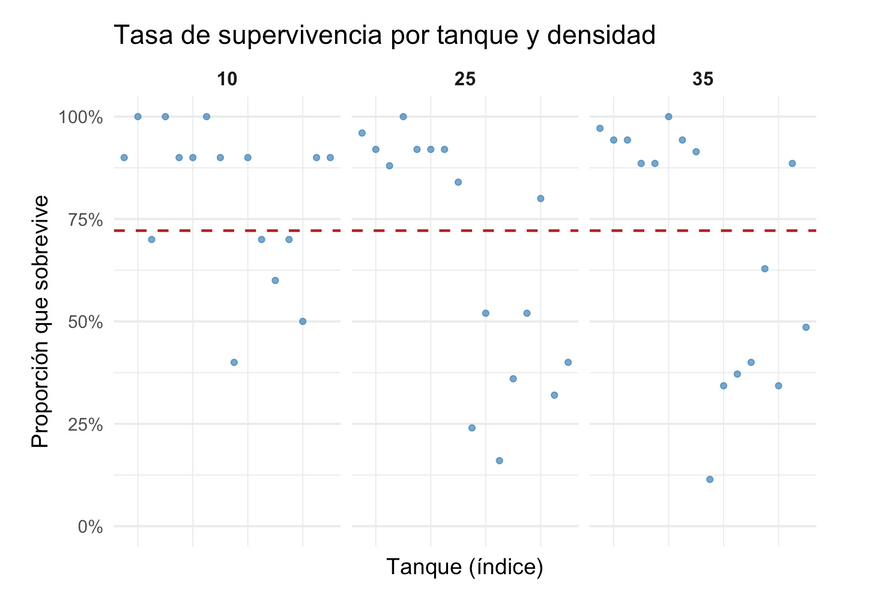 Tasa de supervivencia por tanque y densidad
10 25 35
100%
75%
50%
25%
0%
Proporción que sobrevive
Tanque (índice)